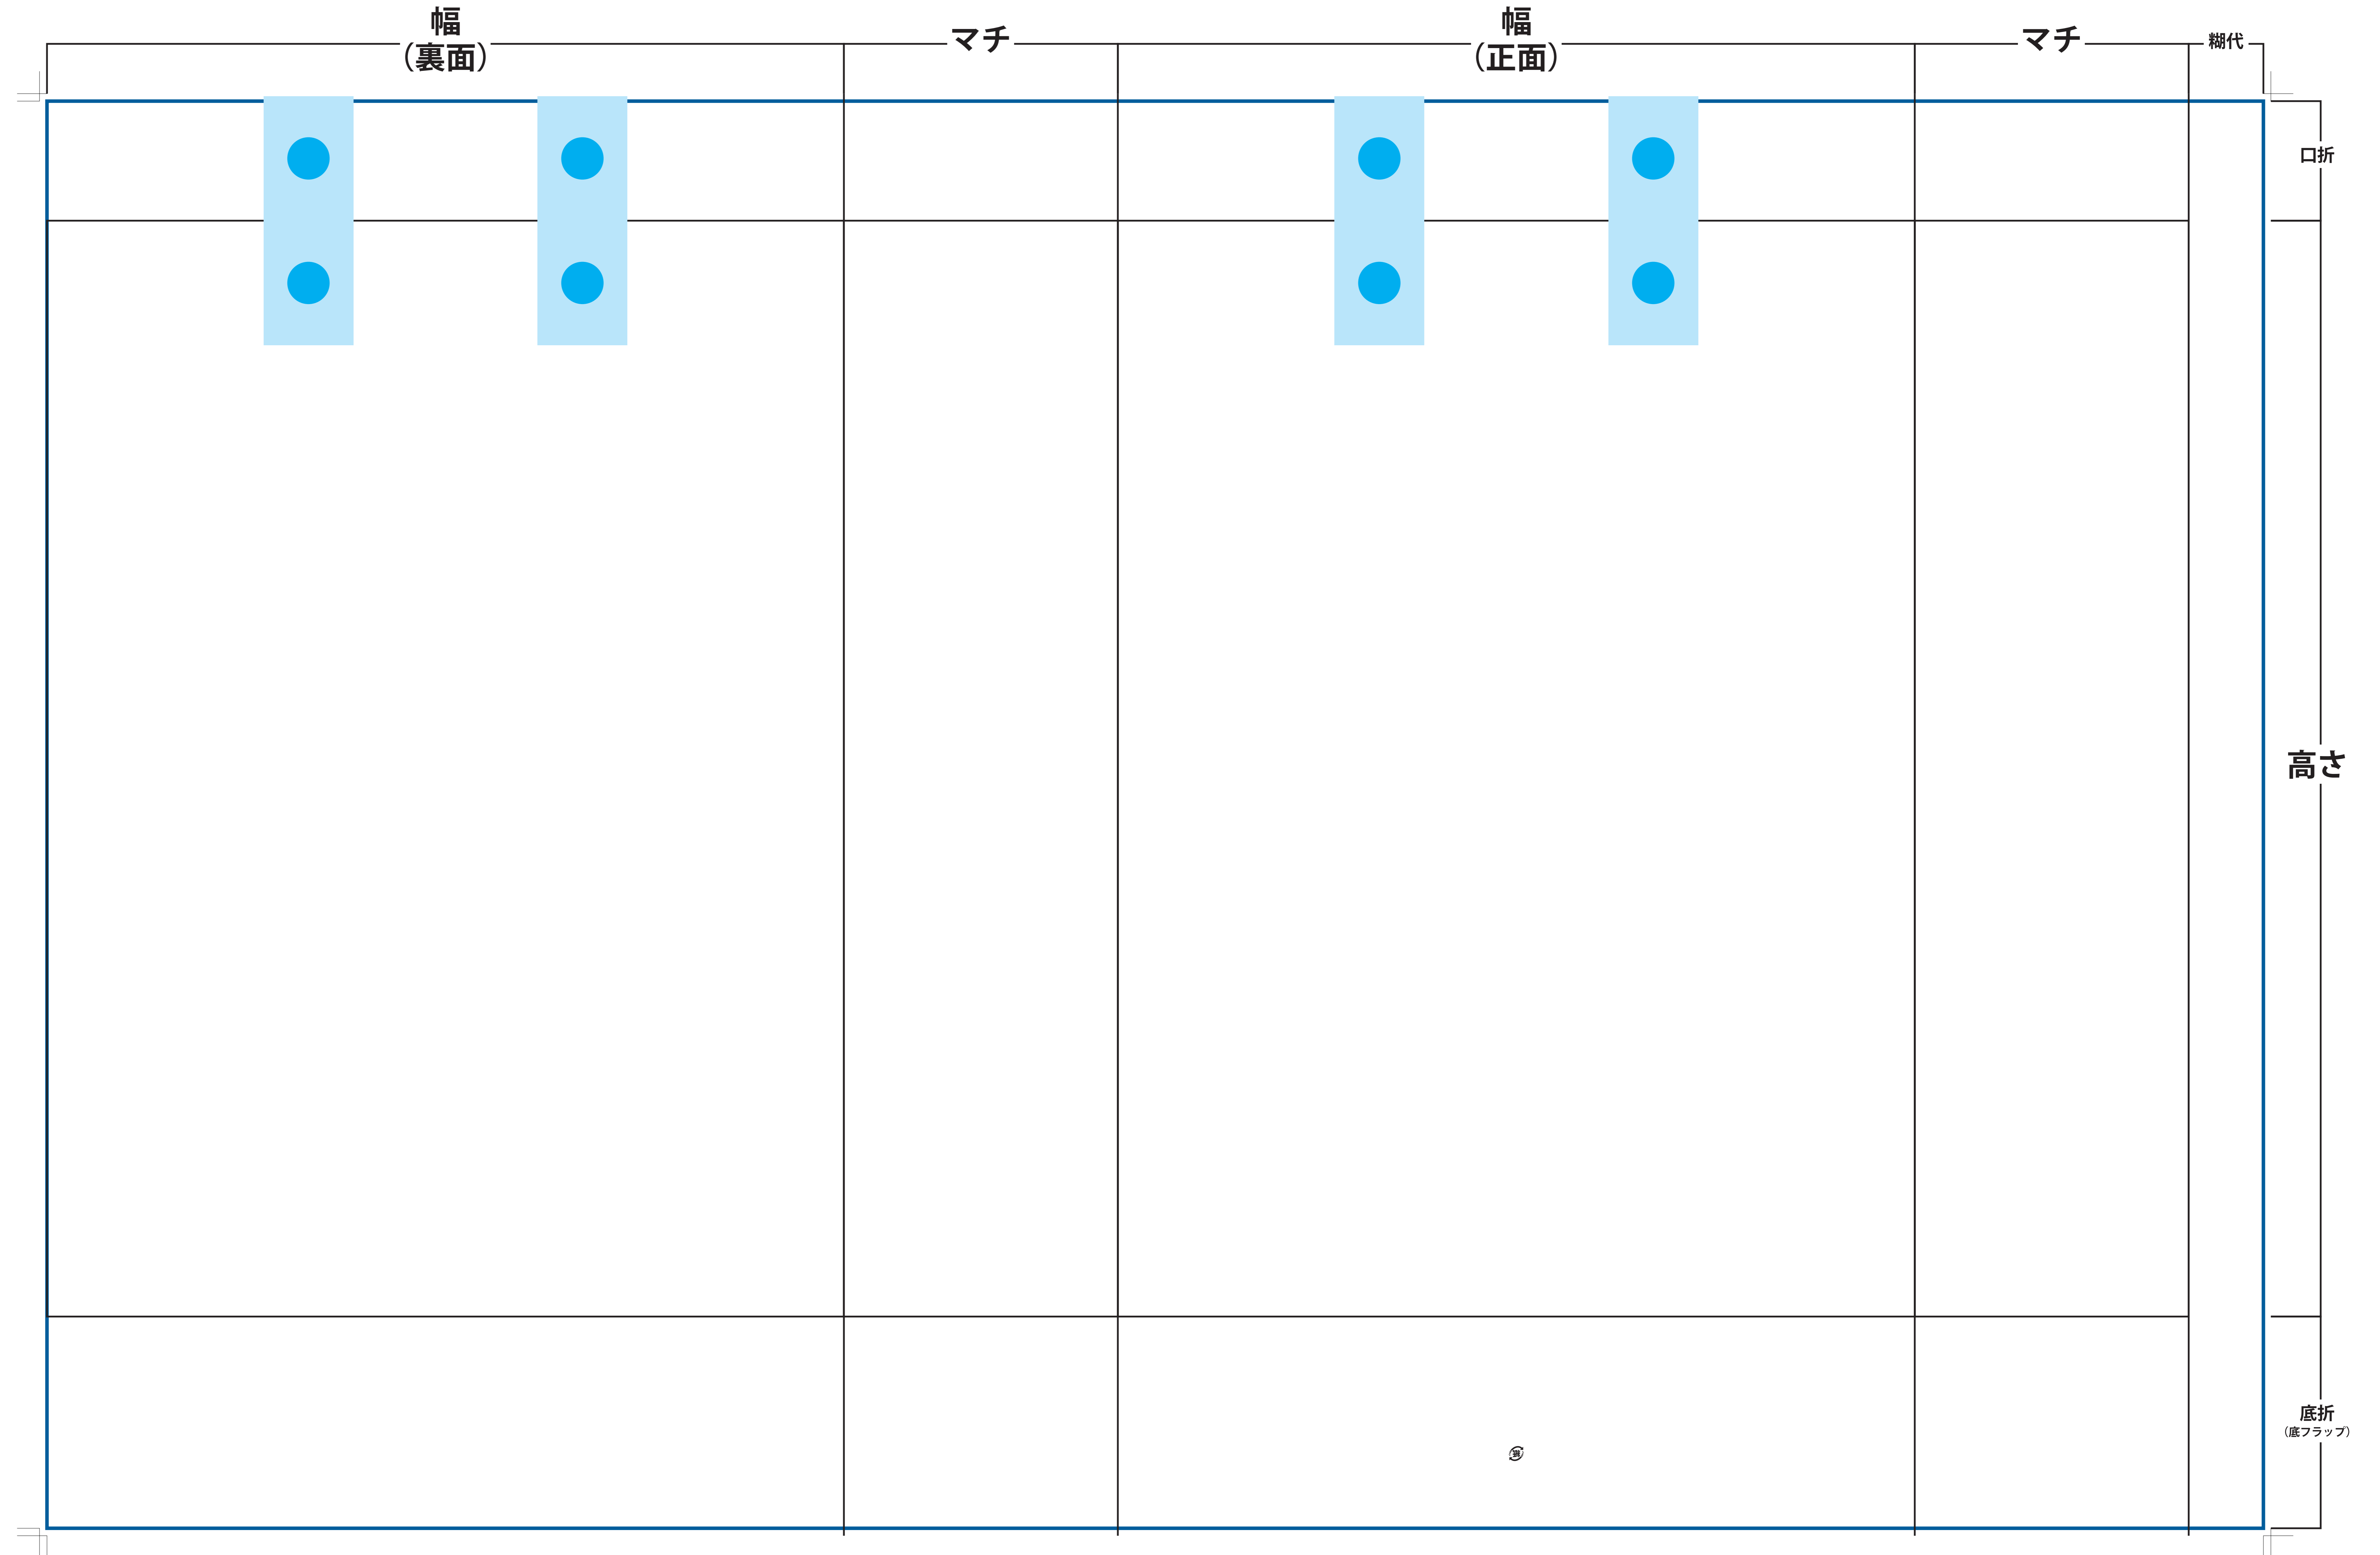 幅
（裏面）
マチ
幅
（正面）
マチ
糊代
口折
高さ
底折
（底フラップ）